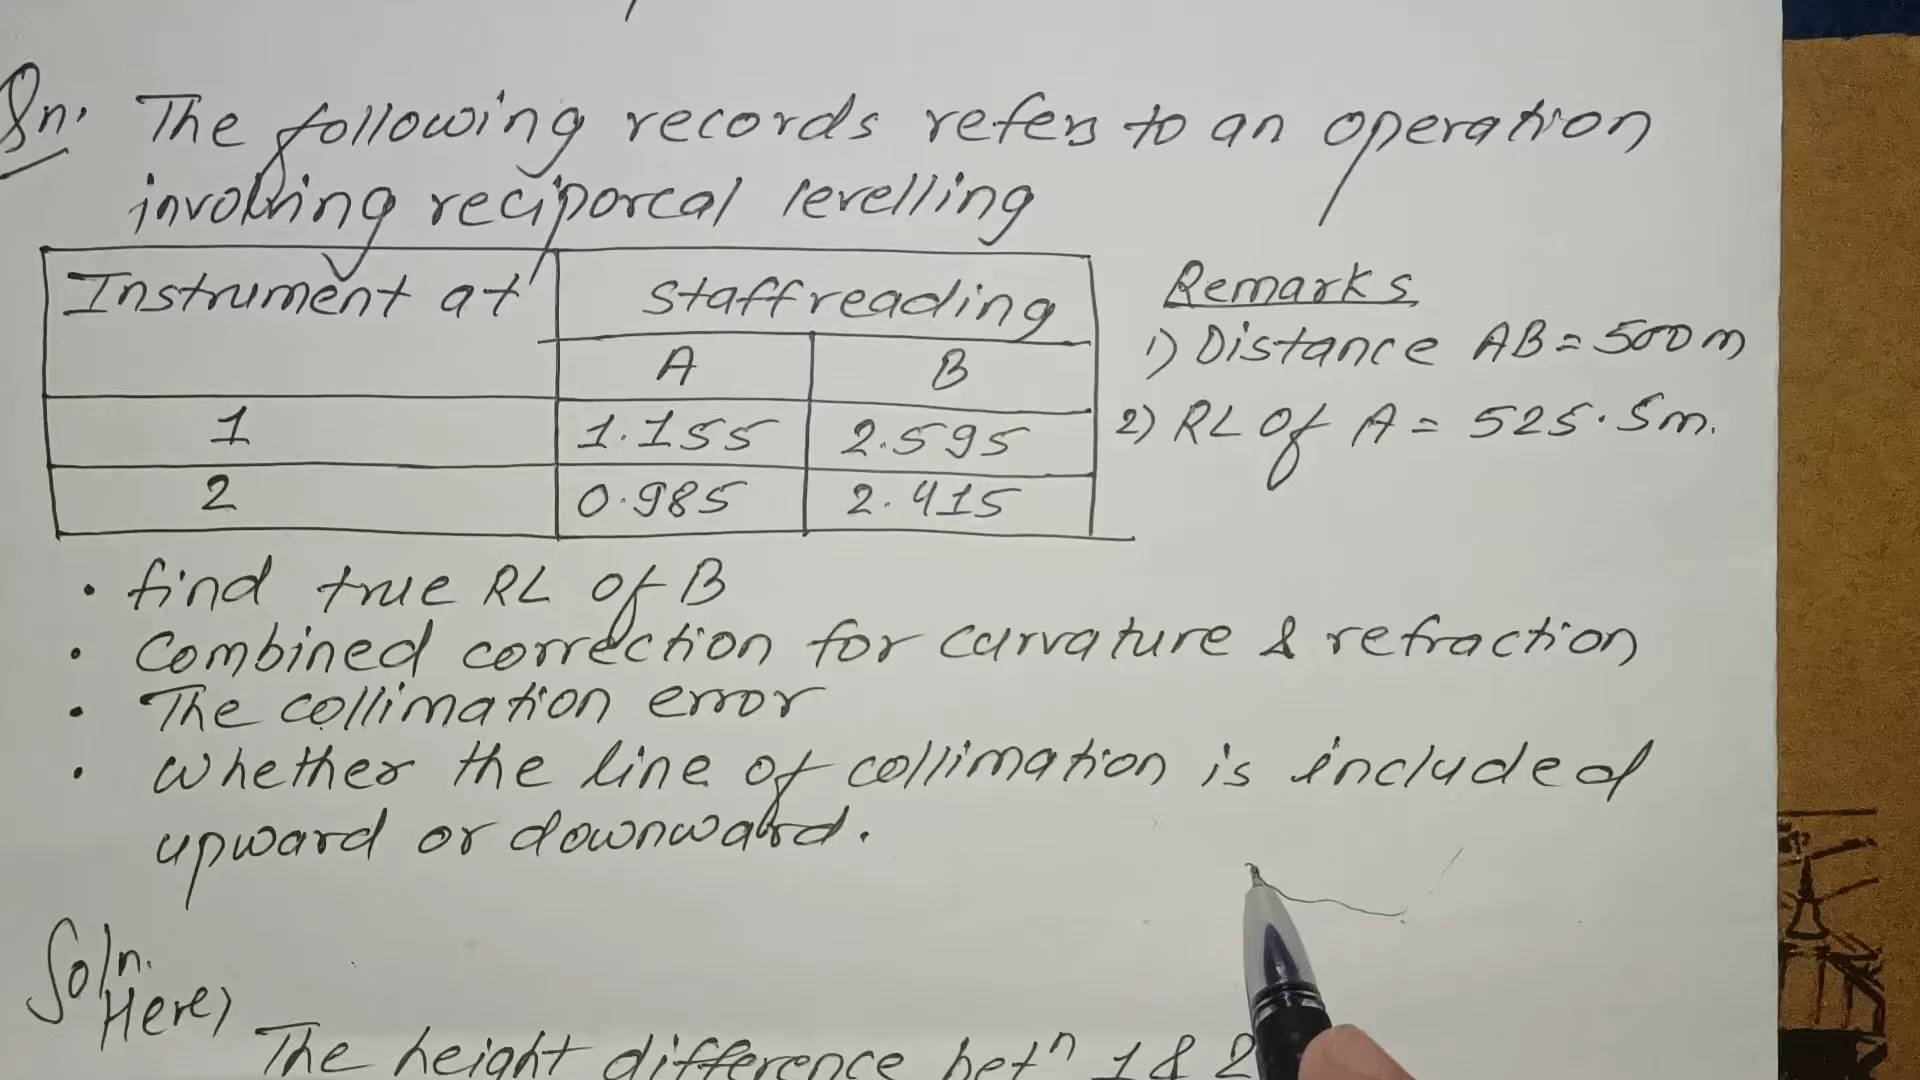 Qn. The following records refers to an operation
involving reciporcal levelling
Instrument at Staff reading
A B
1 1.155 2.595
2 0.985 2.415
Remarks
1) Distance AB = 500m
2) RL of A = 525.5m.
• find true RL of B
• Combined correction for curvature & refraction
• The collimation error
• Whether the line of collimation is included
upward or downward.
Soln.
Here,
The height difference betn 1 & 2